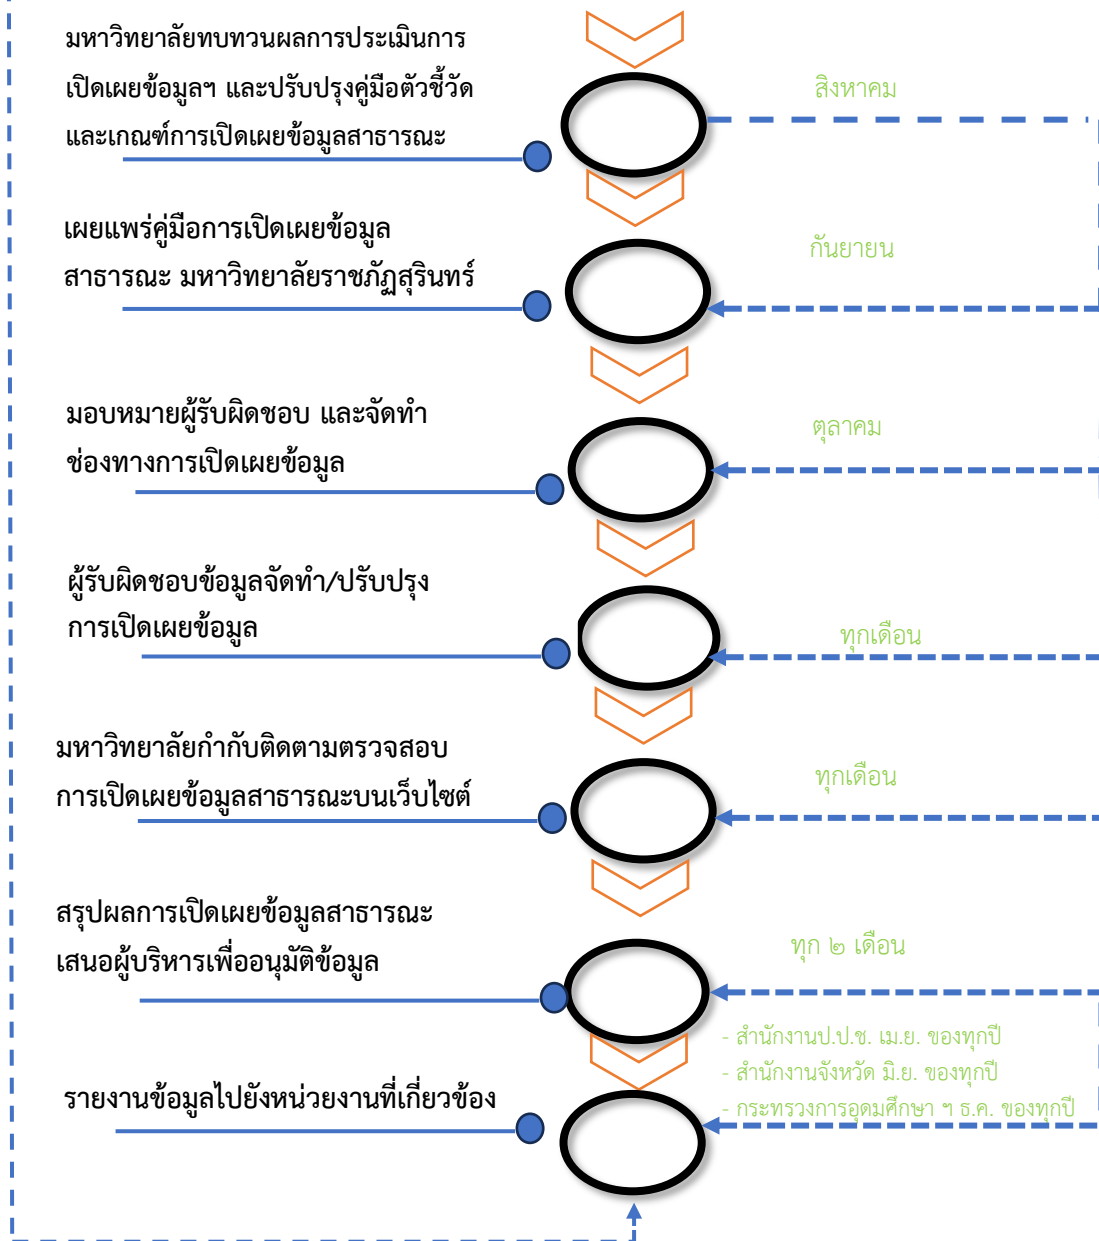 มหาวิทยาลัยทบทวนผลการประเมินการ
เปิดเผยข้อมูลฯ และปรับปรุงคู่มือตัวชี้วัด
และเกณฑ์การเปิดเผยข้อมูลสาธารณะ
สิงหาคม
เผยแพร่คู่มือการเปิดเผยข้อมูล
สาธารณะ มหาวิทยาลัยราชภัฏสุรินทร์
กันยายน
มอบหมายผู้รับผิดชอบ และจัดทำ
ช่องทางการเปิดเผยข้อมูล
ตุลาคม
ผู้รับผิดชอบข้อมูลจัดทำ/ปรับปรุง
การเปิดเผยข้อมูล
ทุกเดือน
มหาวิทยาลัยกำกับติดตามตรวจสอบ
การเปิดเผยข้อมูลสาธารณะบนเว็บไซต์
ทุกเดือน
สรุปผลการเปิดเผยข้อมูลสาธารณะ
เสนอผู้บริหารเพื่ออนุมัติข้อมูล
ทุก ๒ เดือน
รายงานข้อมูลไปยังหน่วยงานที่เกี่ยวข้อง
- สำนักงานป.ป.ช. เม.ย. ของทุกปี
- สำนักงานจังหวัด มิ.ย. ของทุกปี
- กระทรวงการอุดมศึกษา ฯ ธ.ค. ของทุกปี